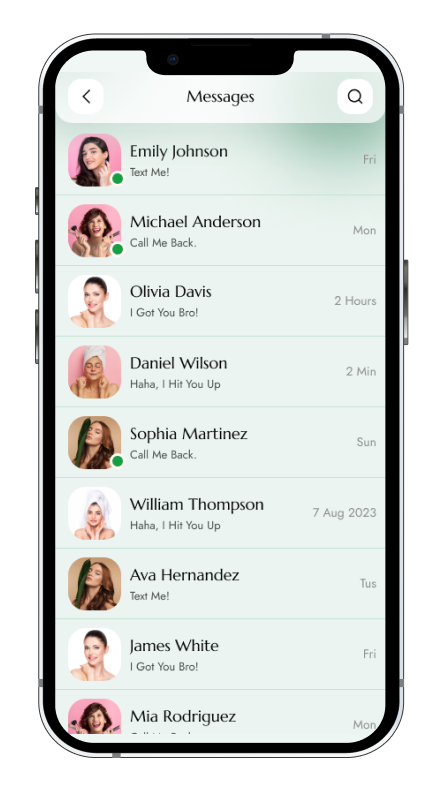 Messages
Emily Johnson
Fri
Text Me!
Michael Anderson
Mon
Call Me Back.
Olivia Davis
2 Hours
I Got You Bro!
Daniel Wilson
2 Min
Haha, I Hit You Up
Sophia Martinez
Sun
Call Me Back.
William Thompson
7 Aug 2023
Haha, I Hit You Up
Ava Hernandez
Tus
Text Me!
James White
Fri
I Got You Bro!
Mia Rodriguez
Mon